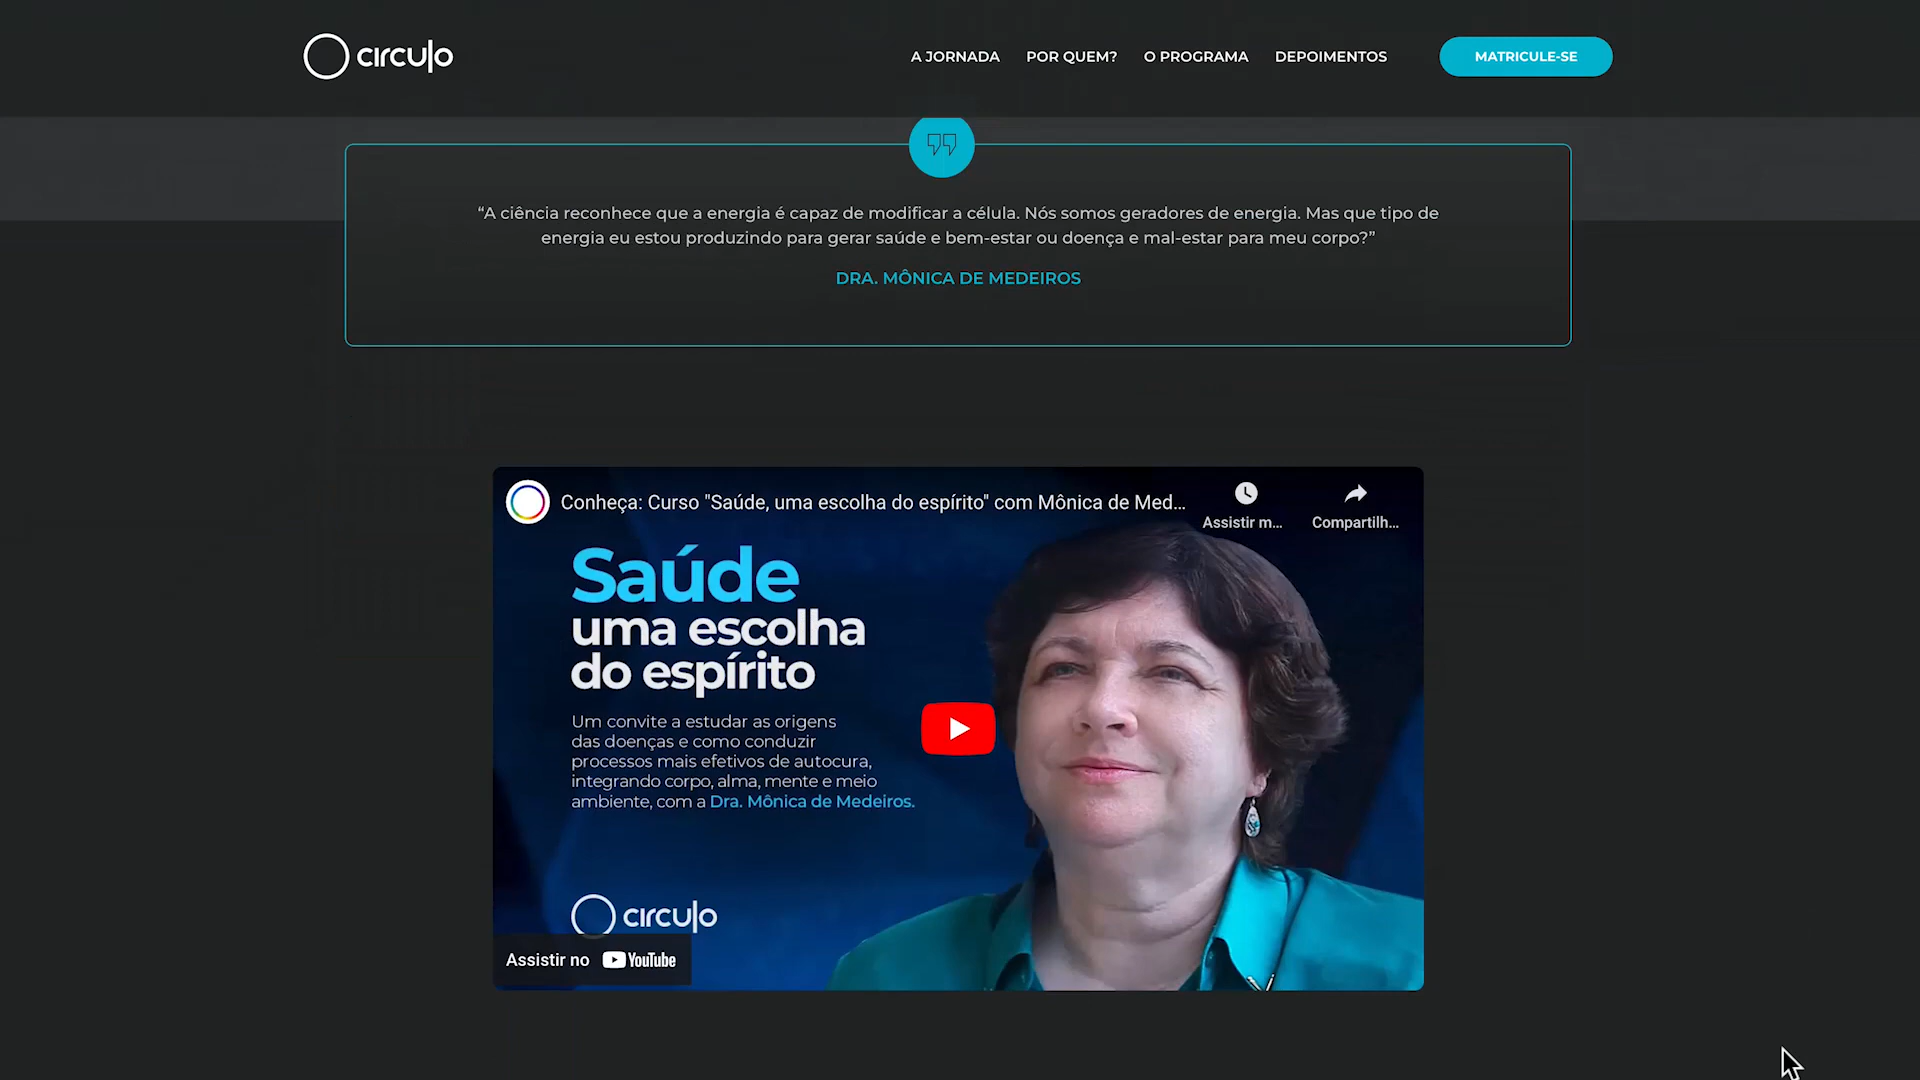 circulo
A JORNADA
POR QUEM?
O PROGRAMA
DEPOIMENTOS
MATRICULE-SE
“A ciência reconhece que a energia é capaz de modificar a célula. Nós somos geradores de energia. Mas que tipo de
energia eu estou produzindo para gerar saúde e bem-estar ou doença e mal-estar para meu corpo?”
DRA. MÔNICA DE MEDEIROS
Conheça: Curso "Saúde, uma escolha do espírito" com Mônica de Med...
Assistir m...
Compartilh...
Saúde
uma escolha
do espírito
Um convite a estudar as origens
das doenças e como conduzir
processos mais efetivos de autocura,
integrando corpo, alma, mente e meio
ambiente, com a Dra. Mônica de Medeiros.
circulo
Assistir no YouTube